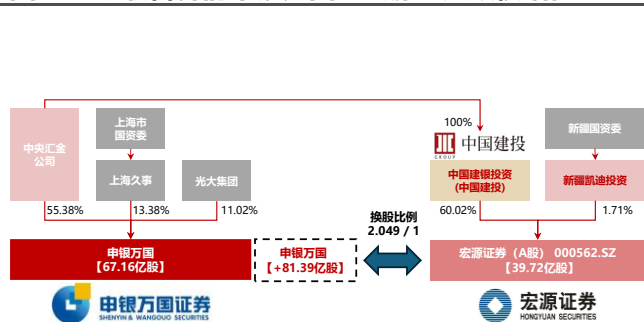 100%
中央汇金
公司
上海市
国资委
中国建投
GROUP
新疆国资委
上海久事
光大集团
中国建银投资
(中国建投)
新疆凯迪投资
55.38%
13.38%
11.02%
换股比例
2.049 / 1
60.02%
1.71%
申银万国
【67.16亿股】
申银万国
【+81.39亿股】
宏源证券（A股） 000562.SZ
【39.72亿股】
申银万国证券
SHENYIN & WANGUO SECURITIES
宏源证券
HONGYUAN SECURITIES